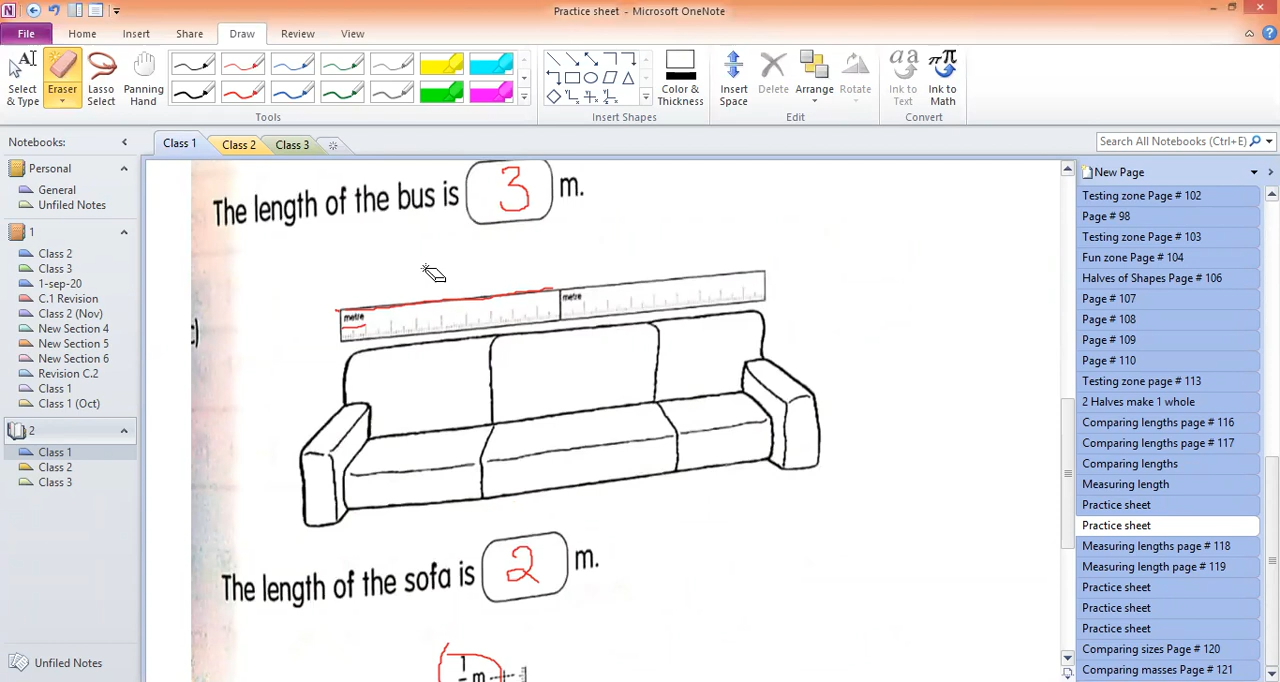 Practice sheet - Microsoft OneNote
File Home Insert Share Draw Review View
Select & Type
Eraser
Lasso Select
Panning Hand
Color & Thickness
Insert Space
Delete
Arrange
Rotate
Ink to Text
Ink to Math
Tools
Insert Shapes
Edit
Convert
Notebooks:
Class 1 Class 2 Class 3
Search All Notebooks (Ctrl+E)
Personal
General
Unfiled Notes
1
Class 2
Class 3
1-sep-20
C.1 Revision
Class 2 (Nov)
New Section 4
New Section 5
New Section 6
Revision C.2
Class 1
Class 1 (Oct)
2
Class 1
Class 2
Class 3
Unfiled Notes
The length of the bus is 3 m.
metre metre
The length of the sofa is 2 m.
1
m
New Page
Testing zone Page # 102
Page # 98
Testing zone Page # 103
Fun zone Page # 104
Halves of Shapes Page # 106
Page # 107
Page # 108
Page # 109
Page # 110
Testing zone page # 113
2 Halves make 1 whole
Comparing lengths page # 116
Comparing lengths page # 117
Comparing lengths
Measuring length
Practice sheet
Practice sheet
Measuring lengths page # 118
Measuring length page # 119
Practice sheet
Practice sheet
Practice sheet
Comparing sizes Page # 120
Comparing masses Page # 121